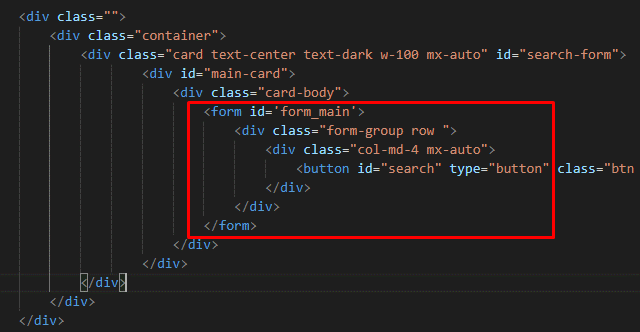 <div class="">
<div class="container">
<div class="card text-center text-dark w-100 mx-auto" id="search-form">
<div id="main-card">
<div class="card-body">
<form id='form_main'>
<div class="form-group row ">
<div class="col-md-4 mx-auto">
<button id="search" type="button" class="btn
</div>
</div>
</form>
</div>
</div>
</div>
</div>
</div>